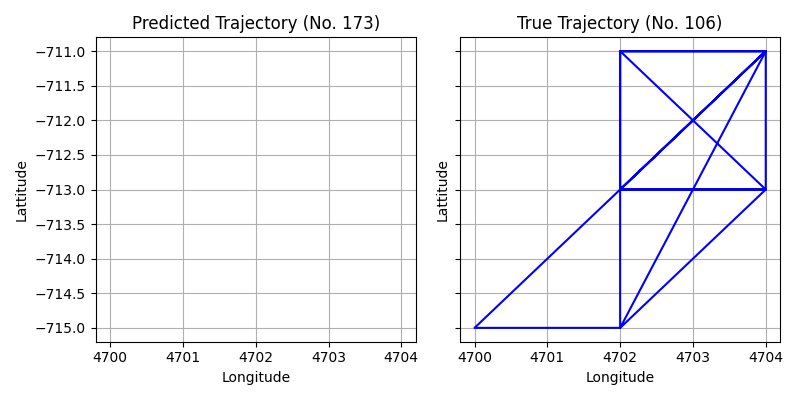 Predicted Trajectory (No. 173)
−711.0
−711.5
−712.0
−712.5
−713.0
−713.5
−714.0
−714.5
−715.0
Lattitude
4700 4701 4702 4703 4704
Longitude
True Trajectory (No. 106)
Lattitude
4700 4701 4702 4703 4704
Longitude